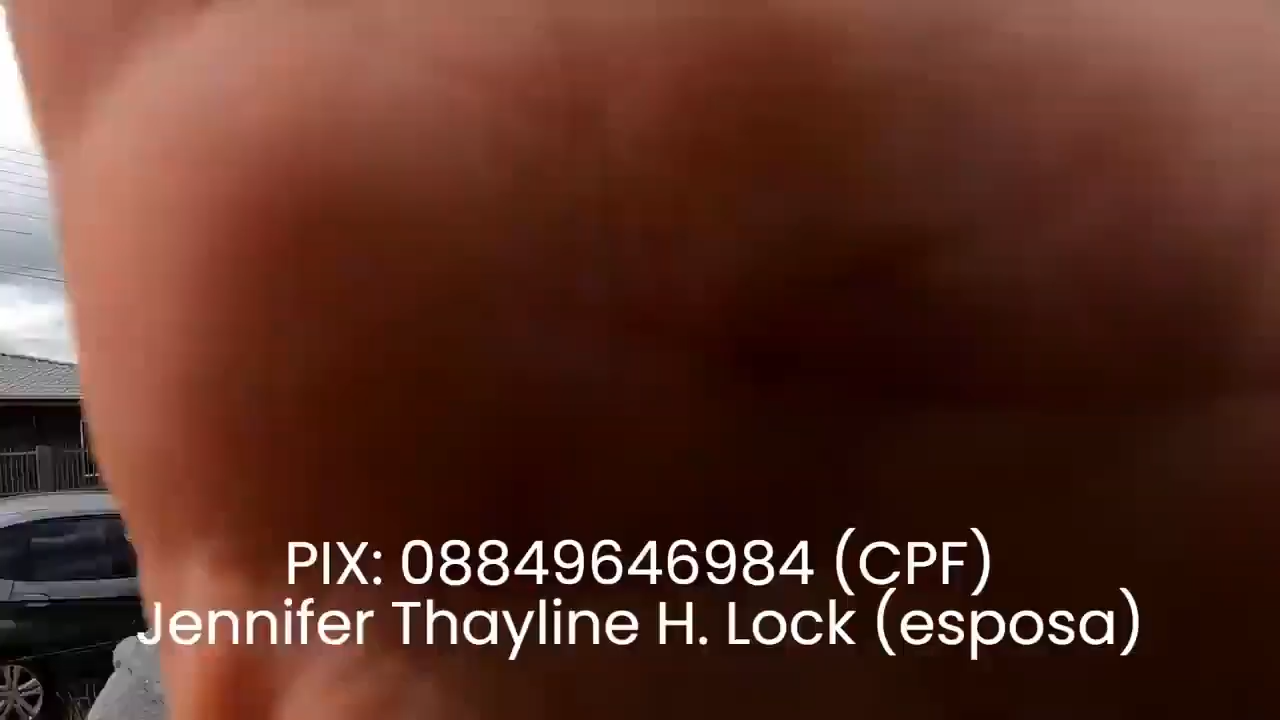 PIX: 08849646984 (CPF)
Jennifer Thayline H. Lock (esposa)